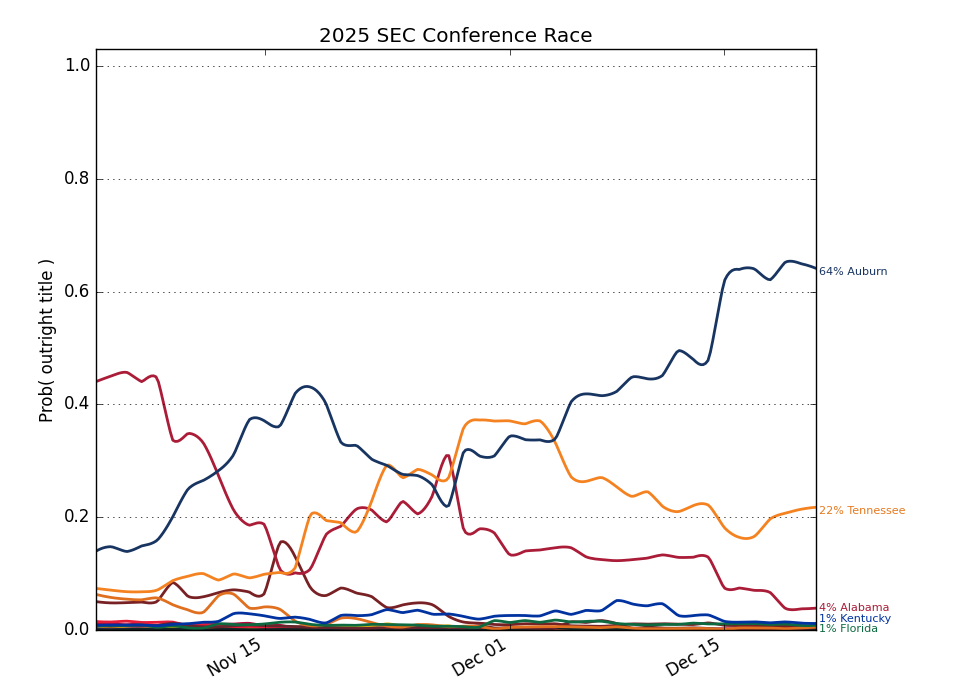 2025 SEC Conference Race
1.0
0.8
0.6
0.4
0.2
0.0
Prob( outright title )
Nov 15
Dec 01
Dec 15
64% Auburn
22% Tennessee
4% Alabama
1% Kentucky
1% Florida